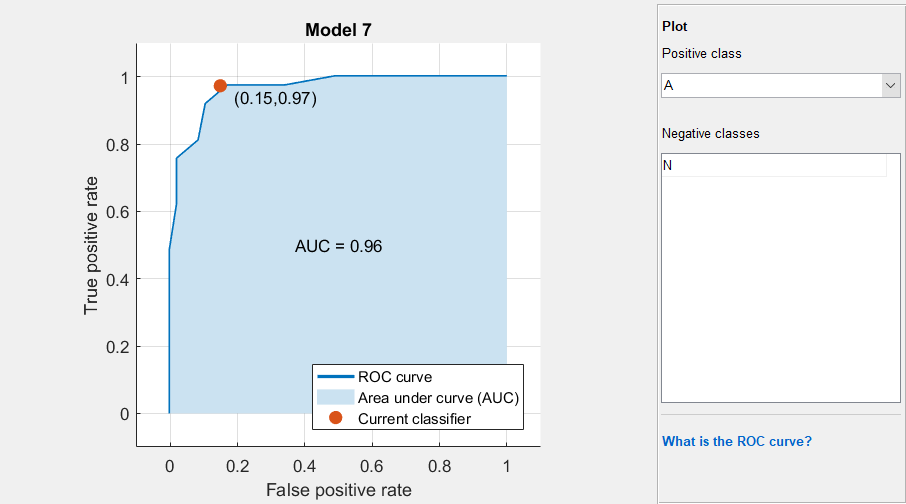 Model 7
1
0.8
0.6
0.4
0.2
0
True positive rate
(0.15,0.97)
AUC = 0.96
ROC curve
Area under curve (AUC)
Current classifier
0
0.2
0.4
0.6
0.8
1
False positive rate
Plot
Positive class
A
Negative classes
N
What is the ROC curve?